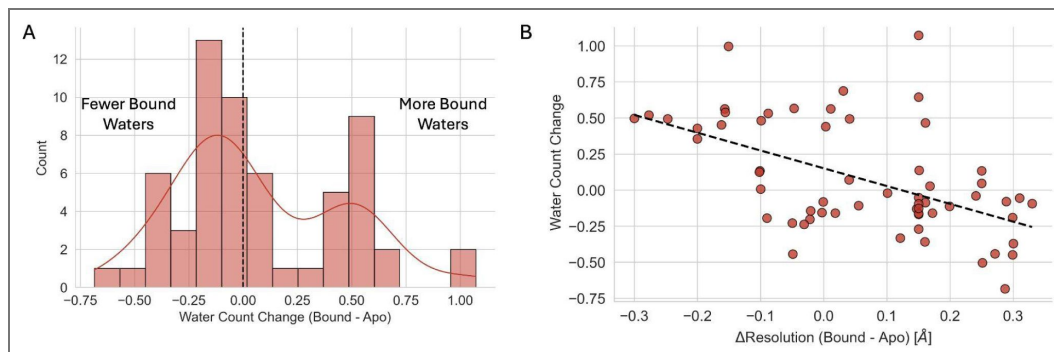 A
12
10
8
6
4
2
0
Count
Fewer Bound
Waters
More Bound
Waters
−0.75 −0.50 −0.25 0.00 0.25 0.50 0.75 1.00
Water Count Change (Bound - Apo)
B
1.00
0.75
0.50
0.25
0.00
−0.25
−0.50
−0.75
Water Count Change
−0.3 −0.2 −0.1 0.0 0.1 0.2 0.3
ΔResolution (Bound - Apo) [Å]